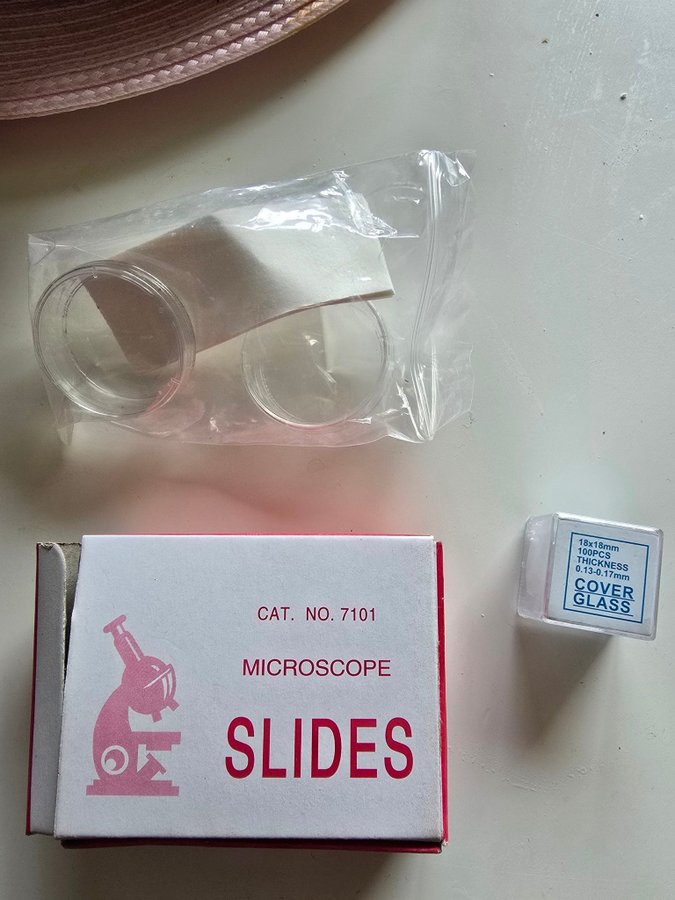 18x18mm
100PCS
THICKNESS
0.13-0.17mm
COVER
GLASS
CAT. NO. 7101
MICROSCOPE
SLIDES